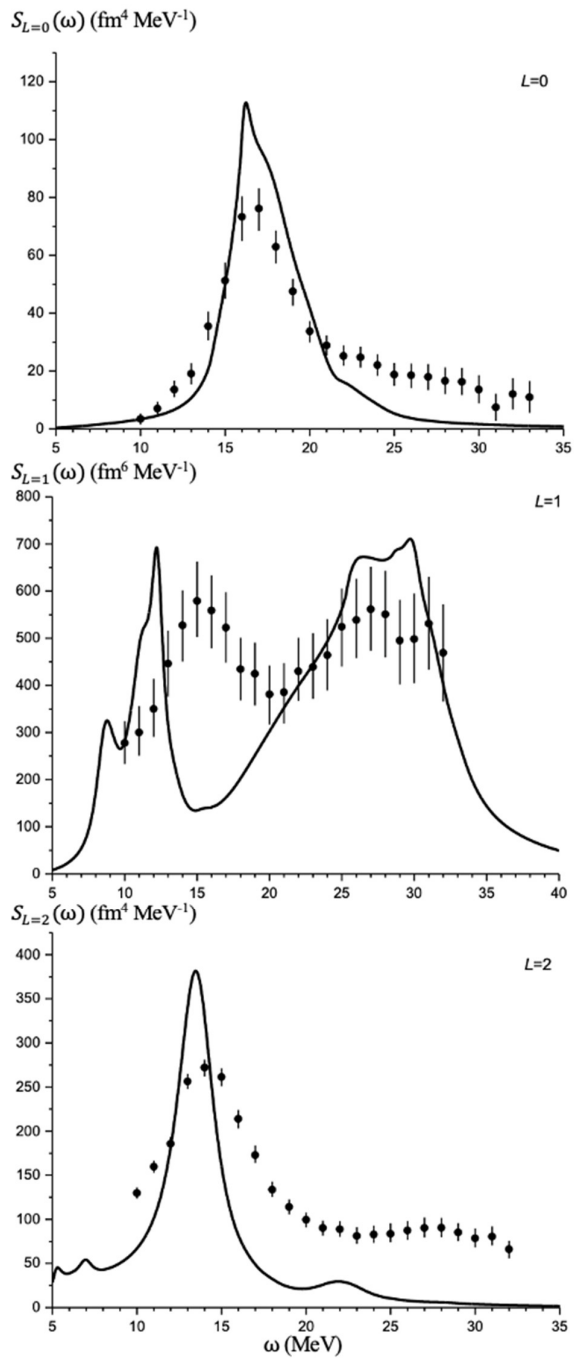 S_{L=0}(ω) (fm⁴ MeV⁻¹)
L=0
120
100
80
60
40
20
0
5 10 15 20 25 30 35
S_{L=1}(ω) (fm⁶ MeV⁻¹)
L=1
800
700
600
500
400
300
200
100
0
5 10 15 20 25 30 35 40
S_{L=2}(ω) (fm⁴ MeV⁻¹)
L=2
400
350
300
250
200
150
100
50
0
5 10 15 20 25 30 35
ω (MeV)